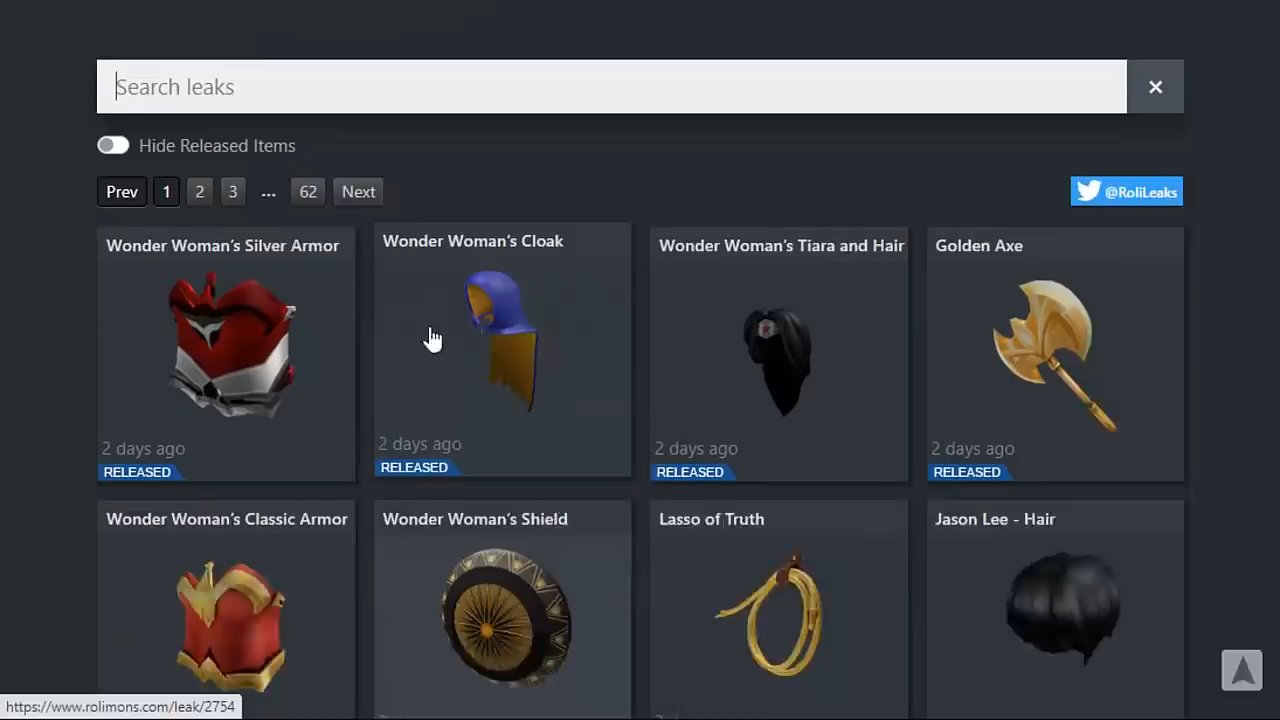 Search leaks
×
Hide Released Items
Prev 1 2 3 ... 62 Next
@RoliLeaks
Wonder Woman's Silver Armor
Wonder Woman's Cloak
Wonder Woman's Tiara and Hair
Golden Axe
2 days ago
2 days ago
2 days ago
2 days ago
RELEASED
RELEASED
RELEASED
RELEASED
Wonder Woman's Classic Armor
Wonder Woman's Shield
Lasso of Truth
Jason Lee - Hair
https://www.rolimons.com/leak/2754